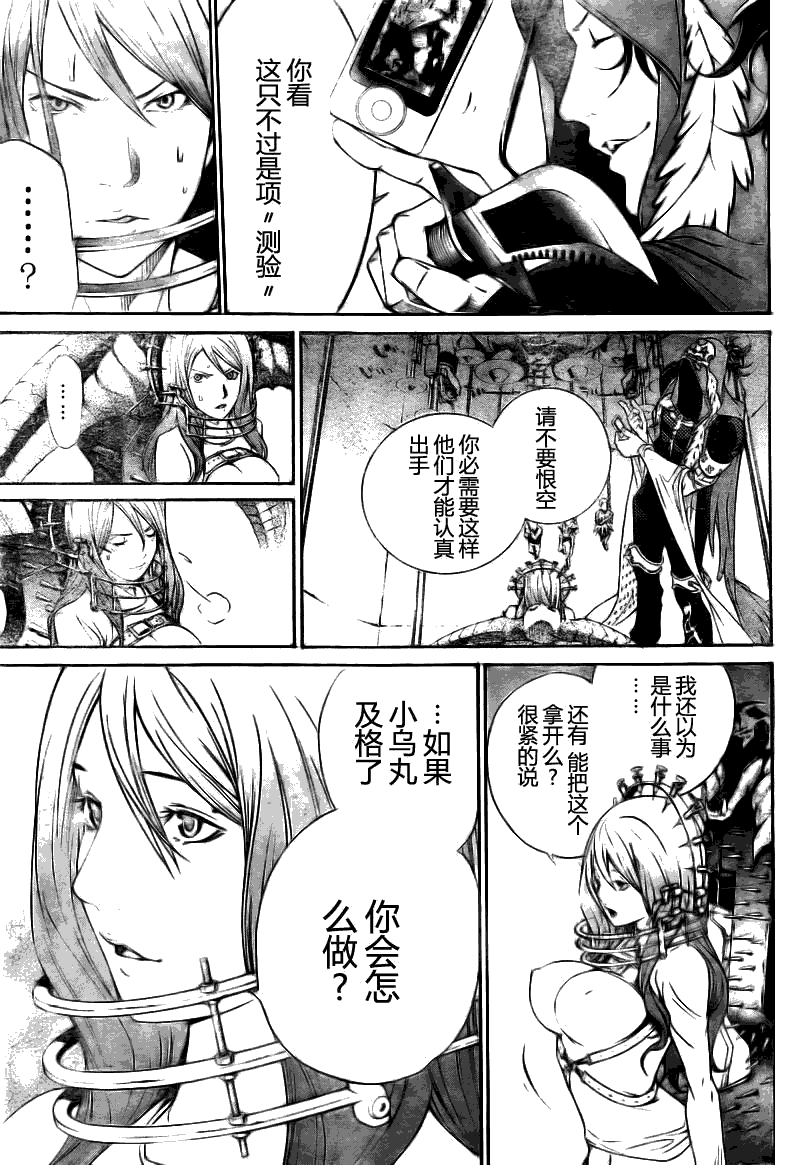 你看
这只不过是项〃测验〃
……？
请不要恨空
你必需要这样
他们才能认真
出手
……
我还以为
是什么事
……
还有 能把这个
拿开么？
很紧的说
…如果
小乌丸
及格了
你会怎
么做？